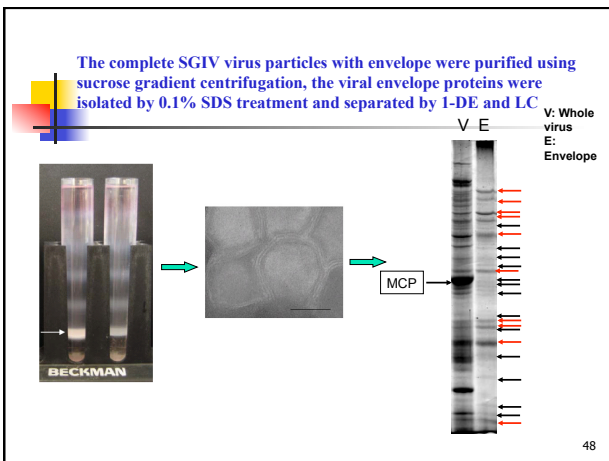 The complete SGIV virus particles with envelope were purified using
sucrose gradient centrifugation, the viral envelope proteins were
isolated by 0.1% SDS treatment and separated by 1-DE and LC
V E
V: Whole
virus
E:
Envelope
MCP
BECKMAN
48